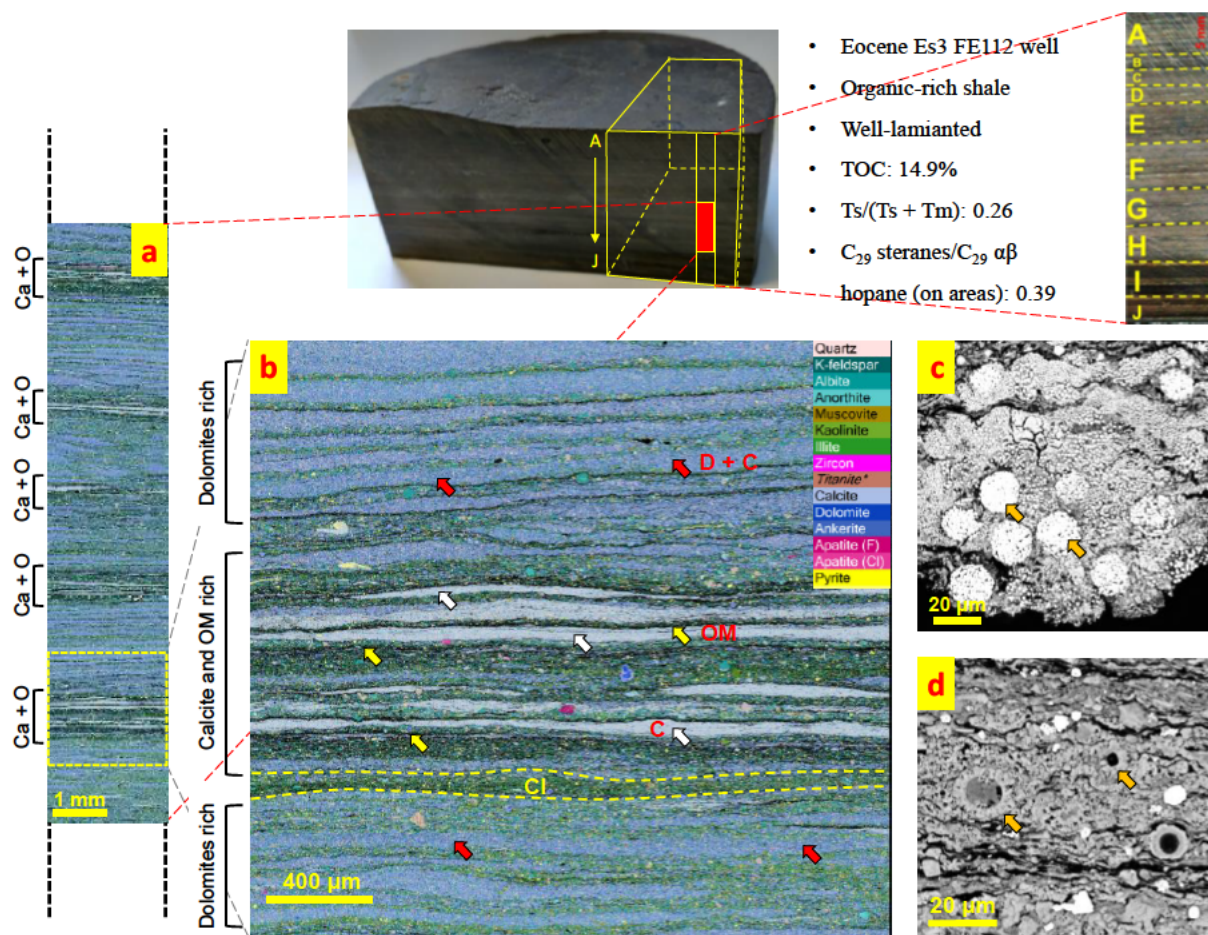 • Eocene Es3 FE112 well
• Organic-rich shale
• Well-lamianted
• TOC: 14.9%
• Ts/(Ts + Tm): 0.26
• C₂₉ steranes/C₂₉ αβ
hopane (on areas): 0.39
A
J
A
B
C
D
E
F
G
H
I
J
a
Ca + O
Ca + O
Ca + O
Ca + O
Ca + O
1 mm
b
Dolomites rich
Calcite and OM rich
Dolomites rich
D + C
OM
C
Cl
400 µm
Quartz
K-feldspar
Albite
Anorthite
Muscovite
Kaolinite
Illite
Zircon
Titanite*
Calcite
Dolomite
Ankerite
Apatite (F)
Apatite (Cl)
Pyrite
c
20 µm
d
20 µm